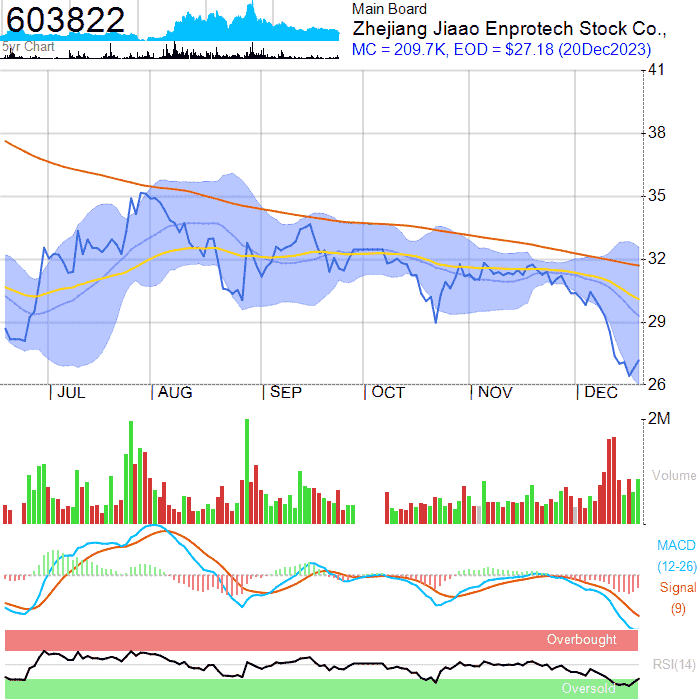 603822
5yr Chart
Main Board
Zhejiang Jiaao Enprotech Stock Co.,
MC = 209.7K, EOD = $27.18 (20Dec2023)
41
38
35
32
29
26
JUL
AUG
SEP
OCT
NOV
DEC
2M
Volume
MACD
(12-26)
Signal
(9)
Overbought
RSI(14)
Oversold